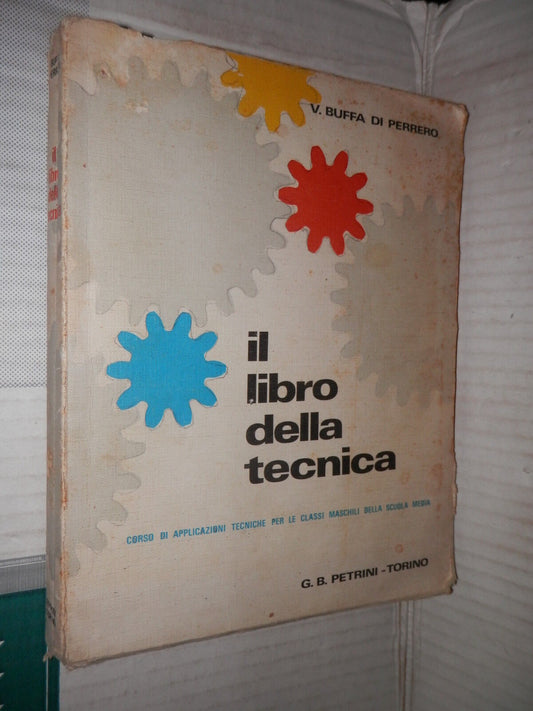 V. BUFFA DI PERRERO
il
libro
della
tecnica
CORSO DI APPLICAZIONI TECNICHE PER LE CLASSI MASCHILI DELLA SCUOLA MEDIA
G. B. PETRINI - TORINO